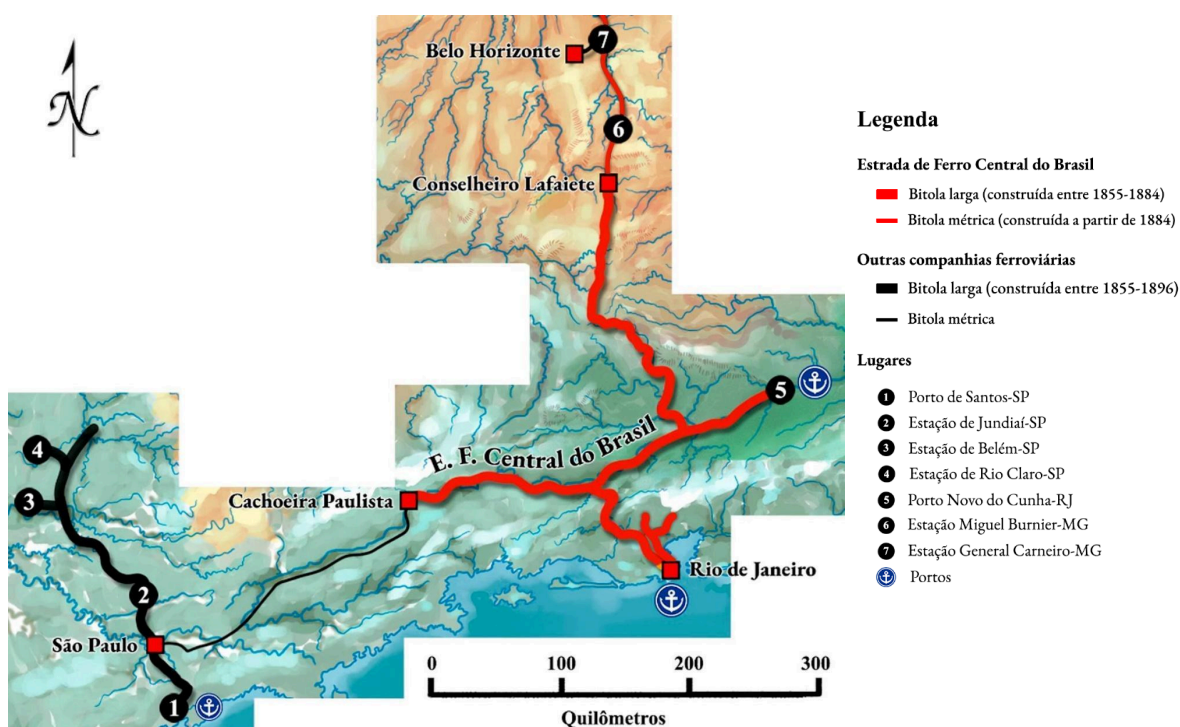 N
7
Belo Horizonte
6
Conselheiro Lafaiete
5
E. F. Central do Brasil
4
3
Cachoeira Paulista
2
Rio de Janeiro
São Paulo
1
0 100 200 300
Quilômetros
Legenda
Estrada de Ferro Central do Brasil
Bitola larga (construída entre 1855-1884)
Bitola métrica (construída a partir de 1884)
Outras companhias ferroviárias
Bitola larga (construída entre 1855-1896)
Bitola métrica
Lugares
1 Porto de Santos-SP
2 Estação de Jundiaí-SP
3 Estação de Belém-SP
4 Estação de Rio Claro-SP
5 Porto Novo do Cunha-RJ
6 Estação Miguel Burnier-MG
7 Estação General Carneiro-MG
Portos